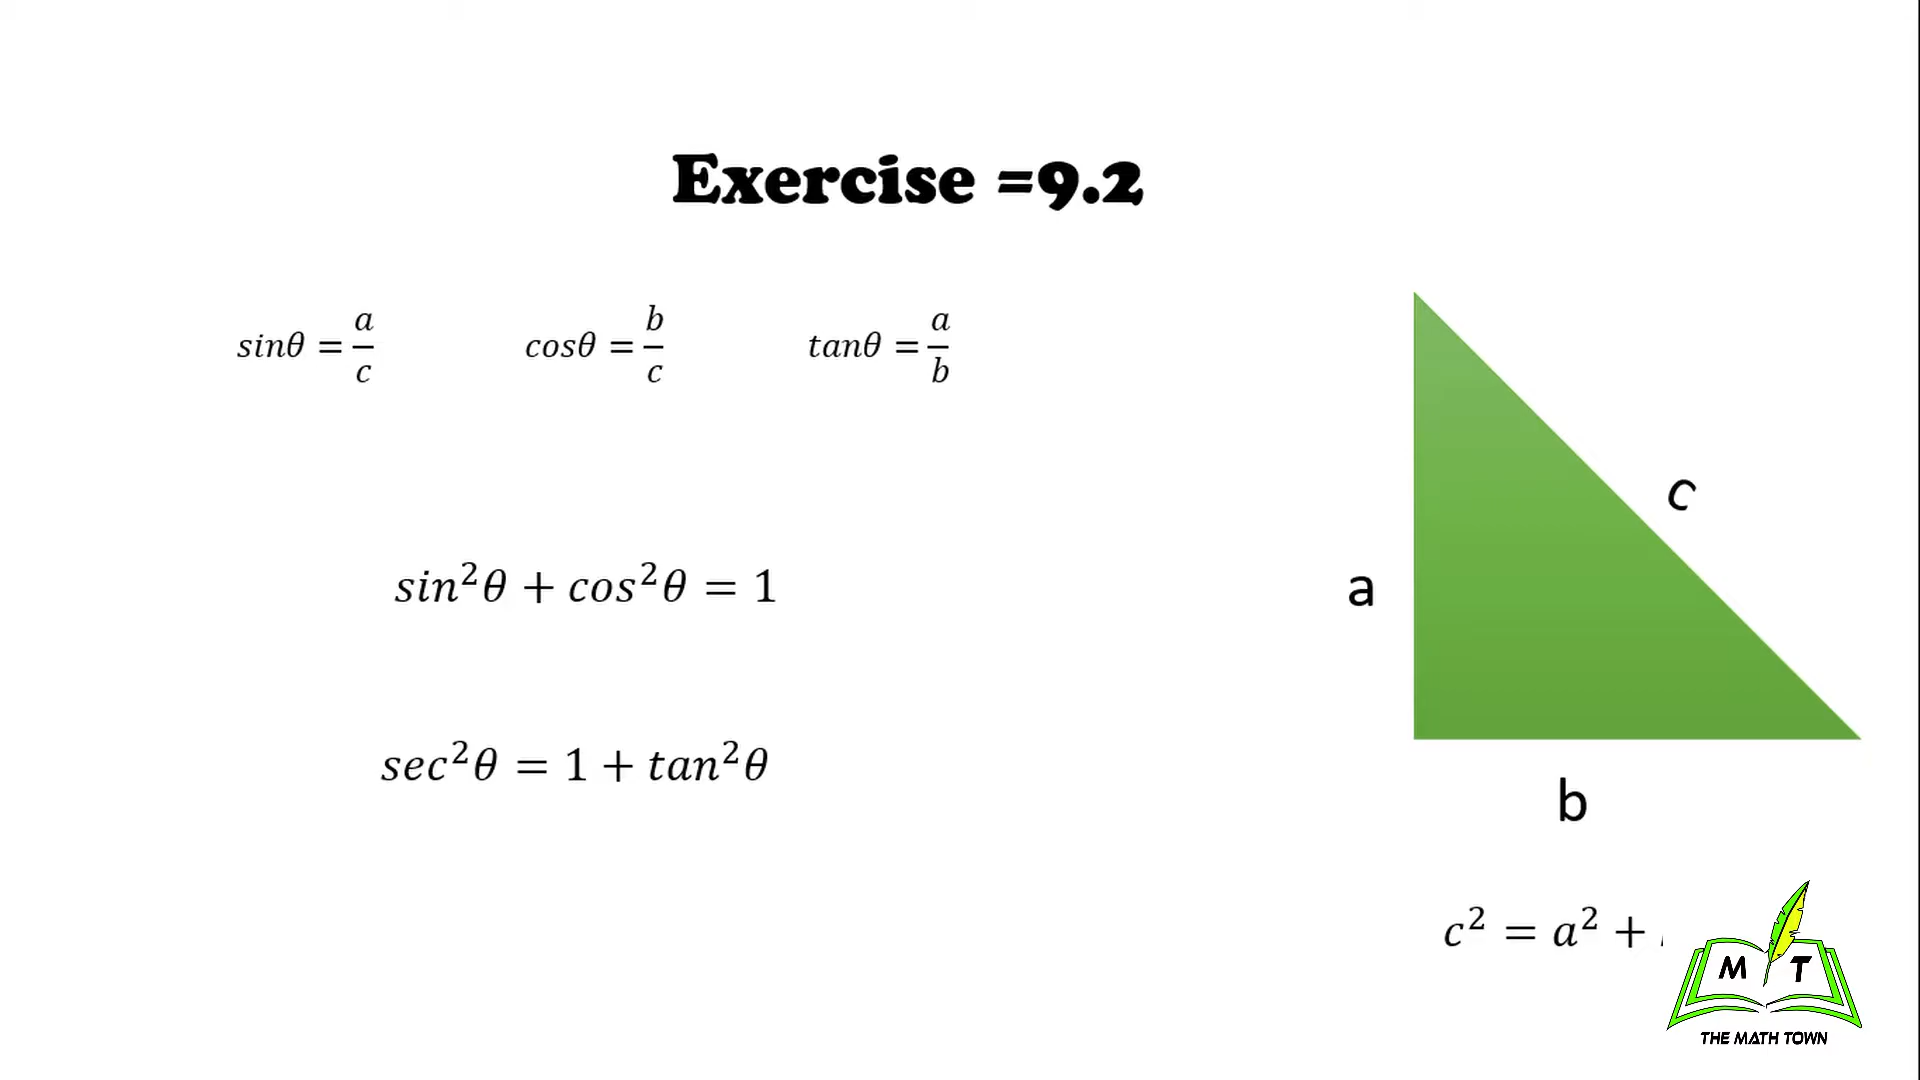 Exercise =9.2
sinθ = a/c cosθ = b/c tanθ = a/b
sin²θ + cos²θ = 1
sec²θ = 1 + tan²θ
c
a
b
c² = a² +
M T
THE MATH TOWN